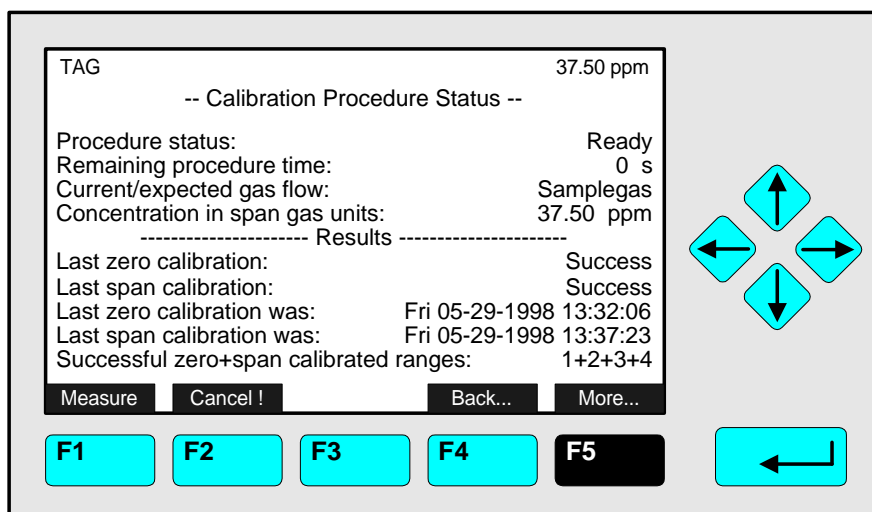 TAG 37.50 ppm
-- Calibration Procedure Status --
Procedure status: Ready
Remaining procedure time: 0 s
Current/expected gas flow: Samplegas
Concentration in span gas units: 37.50 ppm
---------------------- Results ----------------------
Last zero calibration: Success
Last span calibration: Success
Last zero calibration was: Fri 05-29-1998 13:32:06
Last span calibration was: Fri 05-29-1998 13:37:23
Successful zero+span calibrated ranges: 1+2+3+4
Measure Cancel ! Back... More...
F1 F2 F3 F4 F5